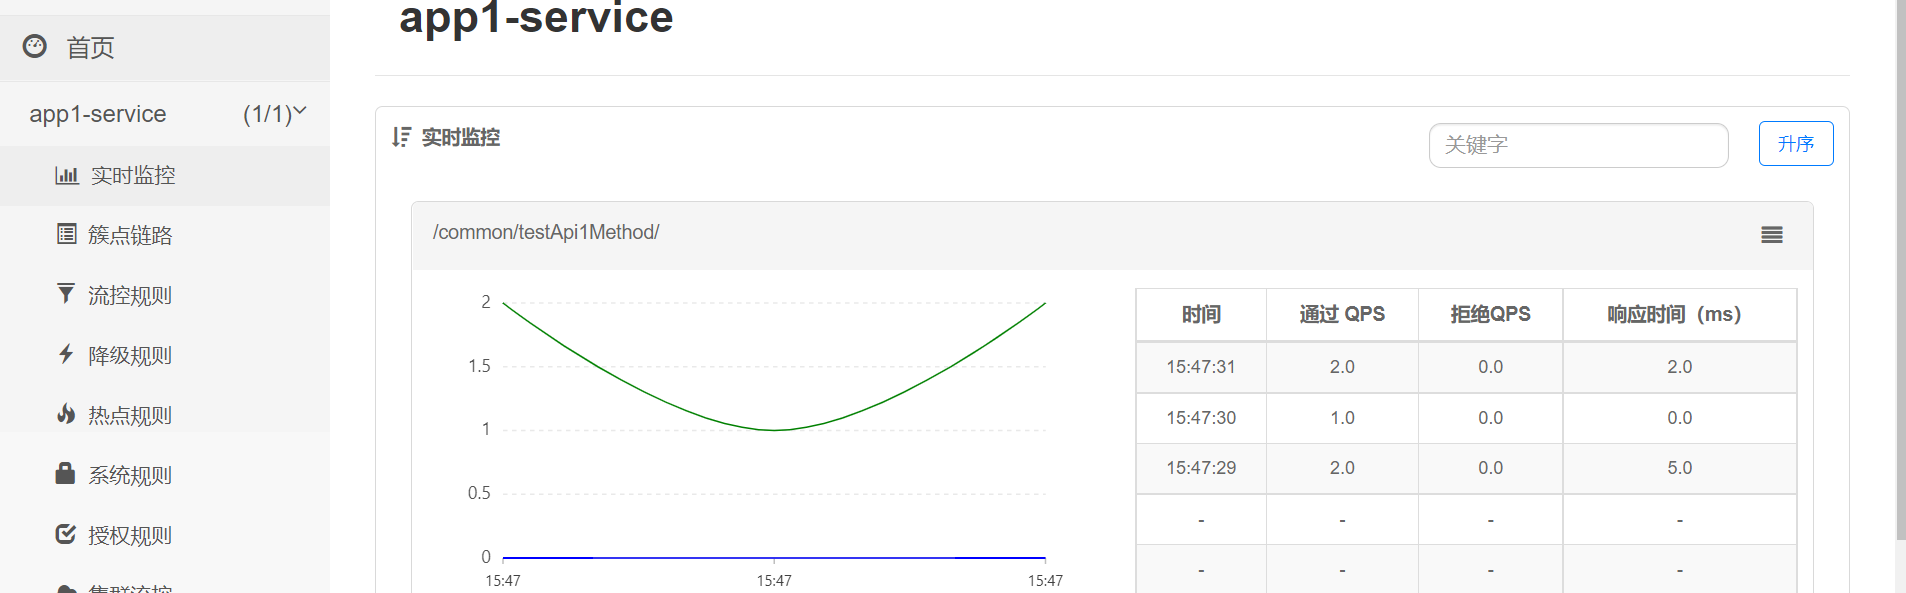 app1-service
首页
app1-service (1/1)
实时监控
簇点链路
流控规则
降级规则
热点规则
系统规则
授权规则
集群流控
实时监控
关键字
升序
/common/testApi1Method/
2
1.5
1
0.5
0
15:47 15:47 15:47
时间 通过 QPS 拒绝QPS 响应时间（ms）
15:47:31 2.0 0.0 2.0
15:47:30 1.0 0.0 0.0
15:47:29 2.0 0.0 5.0
- - - -
- - - -